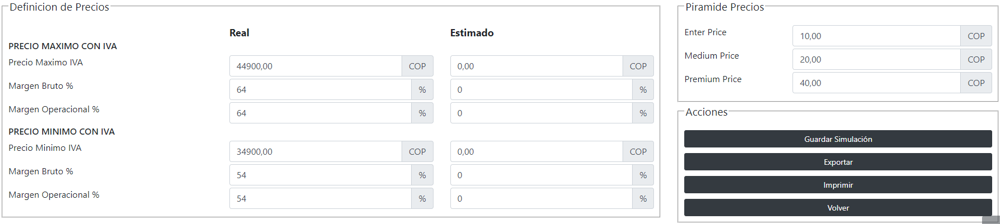 Definicion de Precios
Real Estimado
PRECIO MAXIMO CON IVA
Precio Maximo IVA 44900,00 COP 0,00 COP
Margen Bruto % 64 % 0 %
Margen Operacional % 64 % 0 %
PRECIO MINIMO CON IVA
Precio Minimo IVA 34900,00 COP 0,00 COP
Margen Bruto % 54 % 0 %
Margen Operacional % 54 % 0 %
Piramide Precios
Enter Price 10,00 COP
Medium Price 20,00 COP
Premium Price 40,00 COP
Acciones
Guardar Simulación
Exportar
Imprimir
Volver